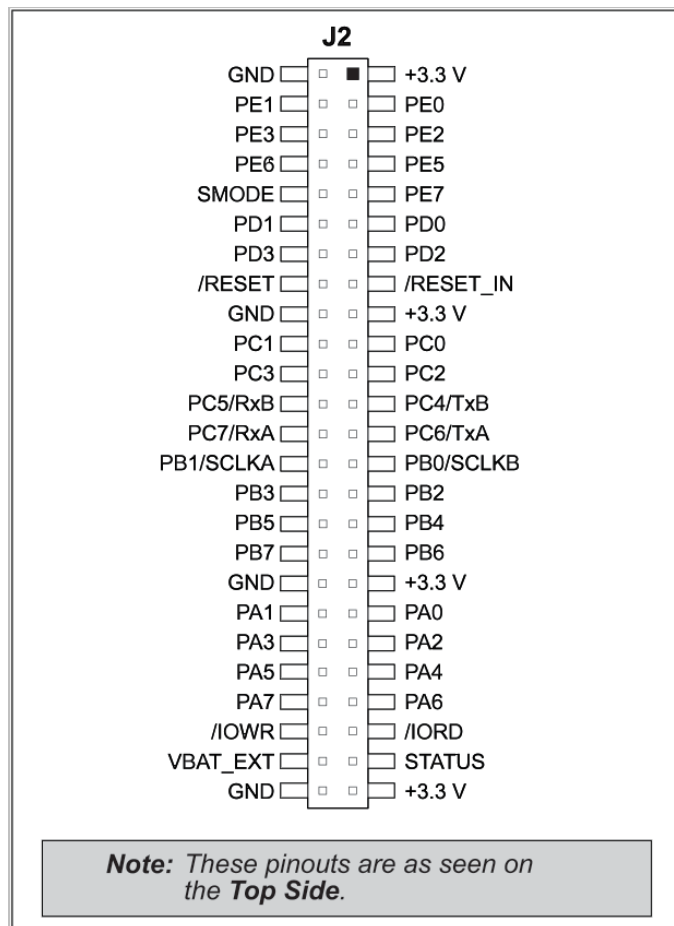 J2
GND +3.3 V
PE1 PE0
PE3 PE2
PE6 PE5
SMODE PE7
PD1 PD0
PD3 PD2
/RESET /RESET_IN
GND +3.3 V
PC1 PC0
PC3 PC2
PC5/RxB PC4/TxB
PC7/RxA PC6/TxA
PB1/SCLKA PB0/SCLKB
PB3 PB2
PB5 PB4
PB7 PB6
GND +3.3 V
PA1 PA0
PA3 PA2
PA5 PA4
PA7 PA6
/IOWR /IORD
VBAT_EXT STATUS
GND +3.3 V
Note: These pinouts are as seen on
the Top Side.